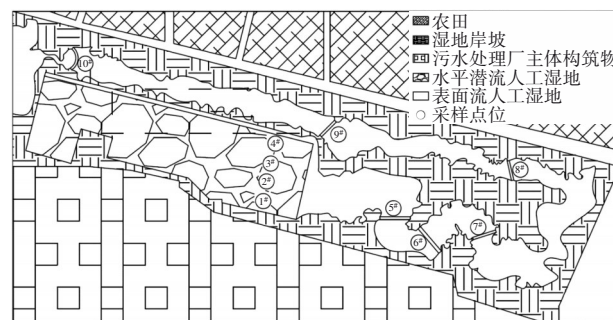 农田
湿地岸坡
污水处理厂主体构筑物
水平潜流人工湿地
表面流人工湿地
采样点位
10#
9#
4#
3#
8#
2#
1#
5#
7#
6#